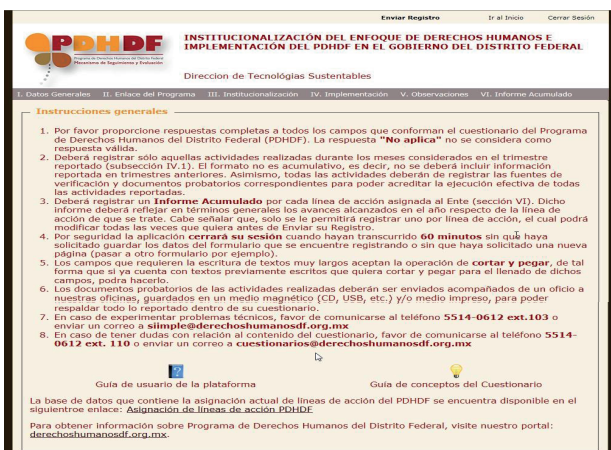 Enviar Registro Ir al Inicio Cerrar Sesión
PDHDF
Programa de Derechos Humanos del Distrito Federal
Mecanismo de Seguimiento y Evaluación
INSTITUCIONALIZACIÓN DEL ENFOQUE DE DERECHOS HUMANOS E
IMPLEMENTACIÓN DEL PDHDF EN EL GOBIERNO DEL DISTRITO FEDERAL
Direccion de Tecnológias Sustentables
I. Datos Generales II. Enlace del Programa III. Institucionalización IV. Implementación V. Observaciones VI. Informe Acumulado
Instrucciones generales
1. Por favor proporcione respuestas completas a todos los campos que conforman el cuestionario del Programa
de Derechos Humanos del Distrito Federal (PDHDF). La respuesta "No aplica" no se considera como
respuesta válida.
2. Deberá registrar sólo aquellas actividades realizadas durante los meses considerados en el trimestre
reportado (subsección IV.1). El formato no es acumulativo, es decir, no se deberá incluir información
reportada en trimestres anteriores. Asimismo, todas las actividades deberán de registrar las fuentes de
verificación y documentos probatorios correspondientes para poder acreditar la ejecución efectiva de todas
las actividades reportadas.
3. Deberá registrar un Informe Acumulado por cada línea de acción asignada al Ente (sección VI). Dicho
informe deberá reflejar en términos generales los avances alcanzados en el año respecto de la línea de
acción de que se trate. Cabe señalar que, solo se le permitirá registrar uno por línea de acción, el cual podrá
modificar todas las veces que quiera antes de Enviar su Registro.
4. Por seguridad la aplicación cerrará su sesión cuando hayan transcurrido 60 minutos sin que haya
solicitado guardar los datos del formulario que se encuentre registrando o sin que haya solicitado una nueva
página (pasar a otro formulario por ejemplo).
5. Los campos que requieren la escritura de textos muy largos aceptan la operación de cortar y pegar, de tal
forma que si ya cuenta con textos previamente escritos que quiera cortar y pegar para el llenado de dichos
campos, podra hacerlo.
6. Los documentos probatorios de las actividades realizadas deberán ser enviados acompañados de un oficio a
nuestras oficinas, guardados en un medio magnético (CD, USB, etc.) y/o medio impreso, para poder
respaldar todo lo reportado dentro de su cuestionario.
7. En caso de experimentar problemas técnicos, favor de comunicarse al teléfono 5514-0612 ext.103 o
enviar un correo a siimple@derechoshumanosdf.org.mx
8. En caso de tener dudas con relación al contenido del cuestionario, favor de comunicarse al teléfono 5514-
0612 ext. 110 o enviar un correo a cuestionarios@derechoshumanosdf.org.mx
Guía de usuario de la plataforma Guía de conceptos del Cuestionario
La base de datos que contiene la asignación actual de lineas de acción del PDHDF se encuentra disponible en el
siguientroe enlace: Asignación de líneas de acción PDHDF
Para obtener información sobre Programa de Derechos Humanos del Distrito Federal, visite nuestro portal:
derechoshumanosdf.org.mx.